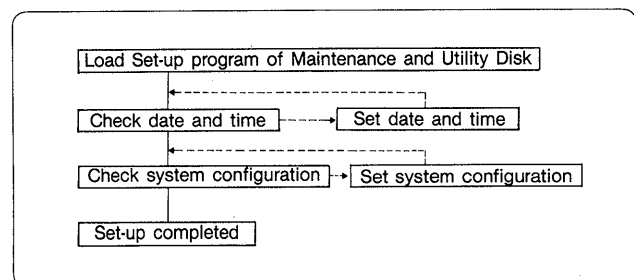 Load Set-up program of Maintenance and Utility Disk
Check date and time
Set date and time
Check system configuration
Set system configuration
Set-up completed